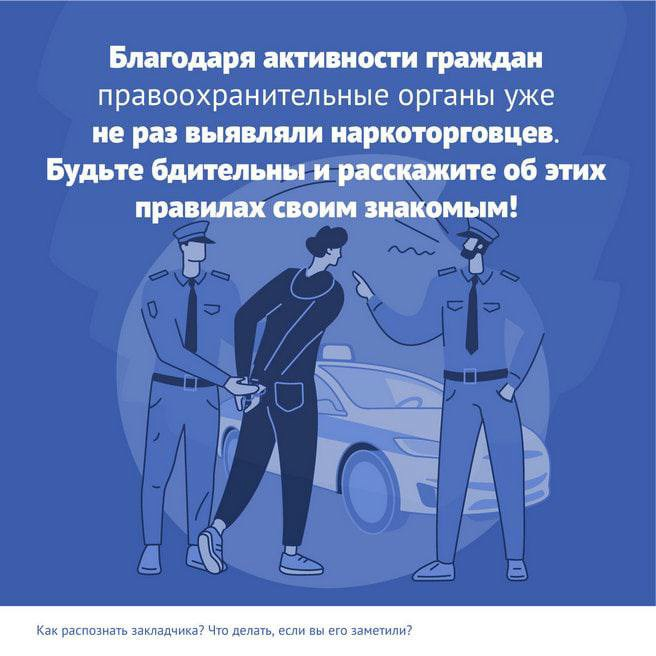 Благодаря активности граждан
правоохранительные органы уже
не раз выявляли наркоторговцев.
Будьте бдительны и расскажите об этих
правилах своим знакомым!
Как распознать закладчика? Что делать, если вы его заметили?